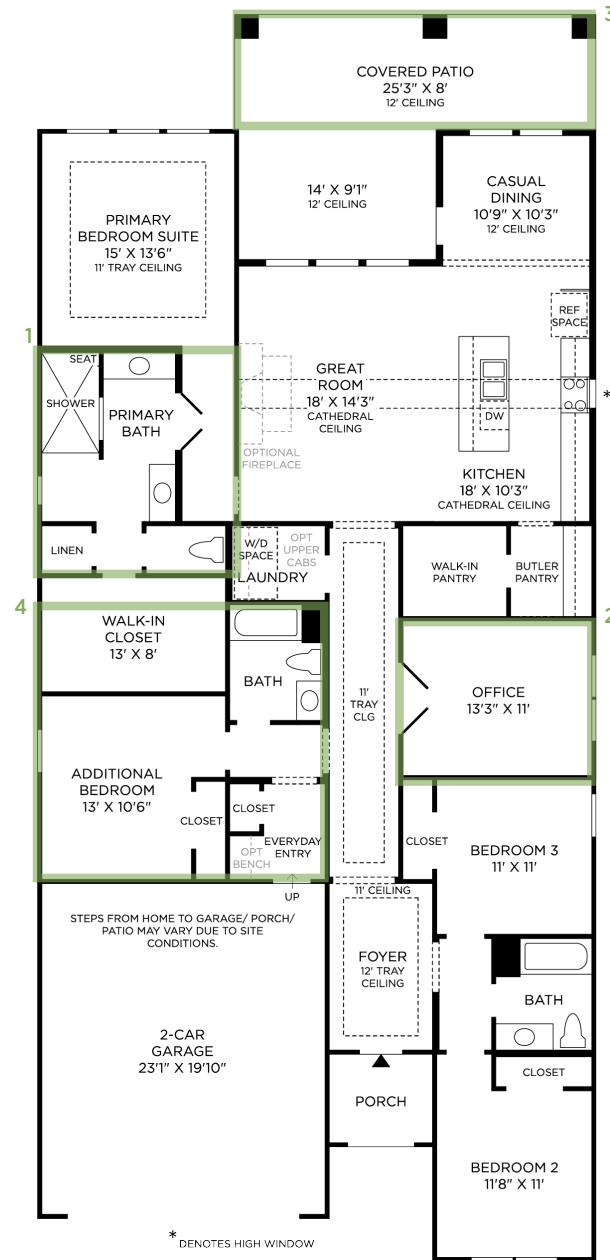 3
COVERED PATIO
25'3" X 8'
12' CEILING
PRIMARY
BEDROOM SUITE
15' X 13'6"
11' TRAY CEILING
14' X 9'1"
12' CEILING
CASUAL
DINING
10'9" X 10'3"
12' CEILING
REF
SPACE
1
SEAT
SHOWER
PRIMARY
BATH
LINEN
GREAT
ROOM
18' X 14'3"
CATHEDRAL
CEILING
OPTIONAL
FIREPLACE
DW
*
KITCHEN
18' X 10'3"
CATHEDRAL CEILING
W/D
SPACE
OPT
UPPER
CABS
LAUNDRY
WALK-IN
PANTRY
BUTLER
PANTRY
4
WALK-IN
CLOSET
13' X 8'
BATH
11'
TRAY
CLG
2
OFFICE
13'3" X 11'
ADDITIONAL
BEDROOM
13' X 10'6"
CLOSET
CLOSET
OPT
BENCH
EVERYDAY
ENTRY
UP
CLOSET
BEDROOM 3
11' X 11'
11' CEILING
STEPS FROM HOME TO GARAGE/ PORCH/
PATIO MAY VARY DUE TO SITE
CONDITIONS.
FOYER
12' TRAY
CEILING
BATH
2-CAR
GARAGE
23'1" X 19'10"
CLOSET
PORCH
BEDROOM 2
11'8" X 11'
* DENOTES HIGH WINDOW